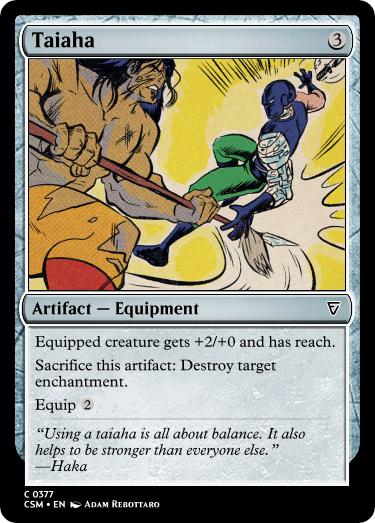 Taiaha 3
Artifact — Equipment
Equipped creature gets +2/+0 and has reach.
Sacrifice this artifact: Destroy target
enchantment.
Equip 2
“Using a taiaha is all about balance. It also
helps to be stronger than everyone else.”
—Haka
C 0377
CSM • EN Adam Rebottaro